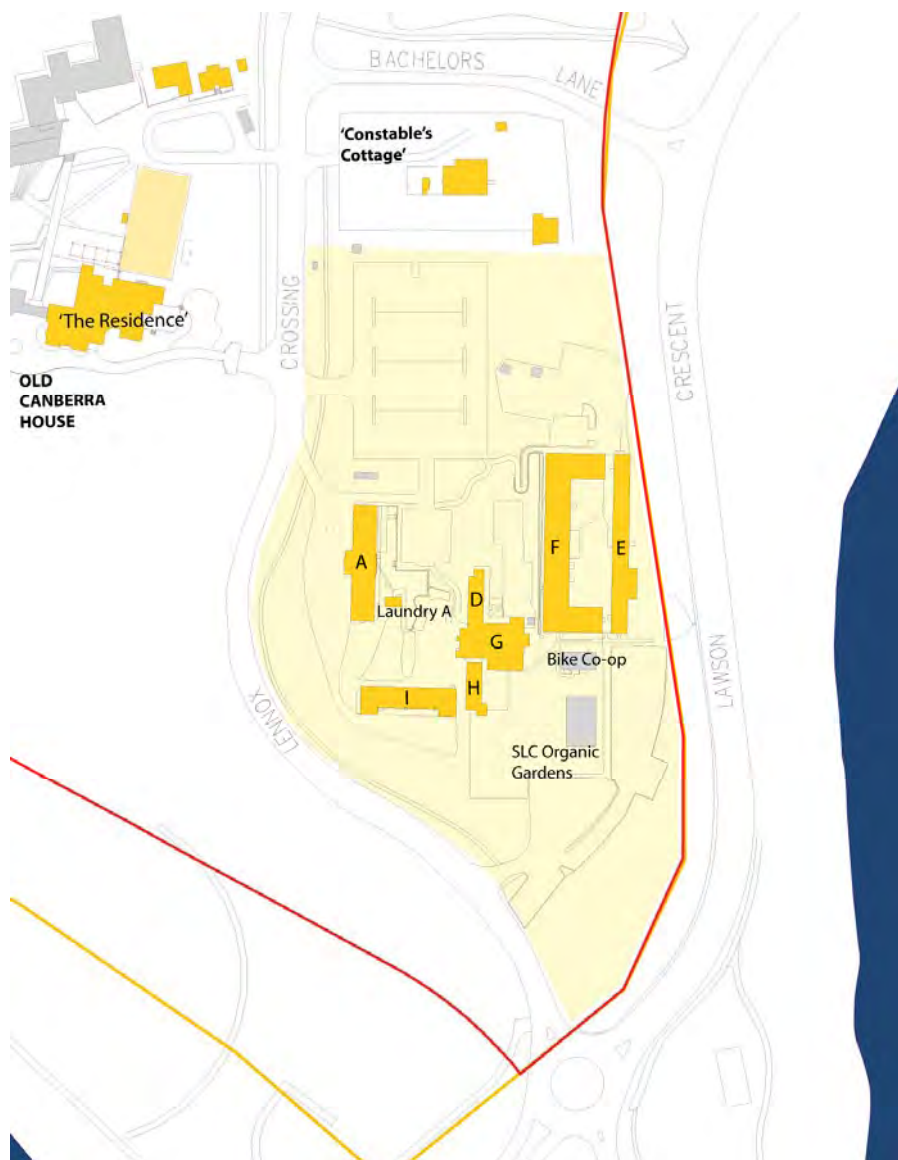 BACHELORS
LANE
'Constable's
Cottage'
CROSSING
'The Residence'
CRESCENT
OLD
CANBERRA
HOUSE
F
E
A
D
Laundry A
G
Bike Co-op
H
I
LAWSON
LENNOX
SLC Organic
Gardens